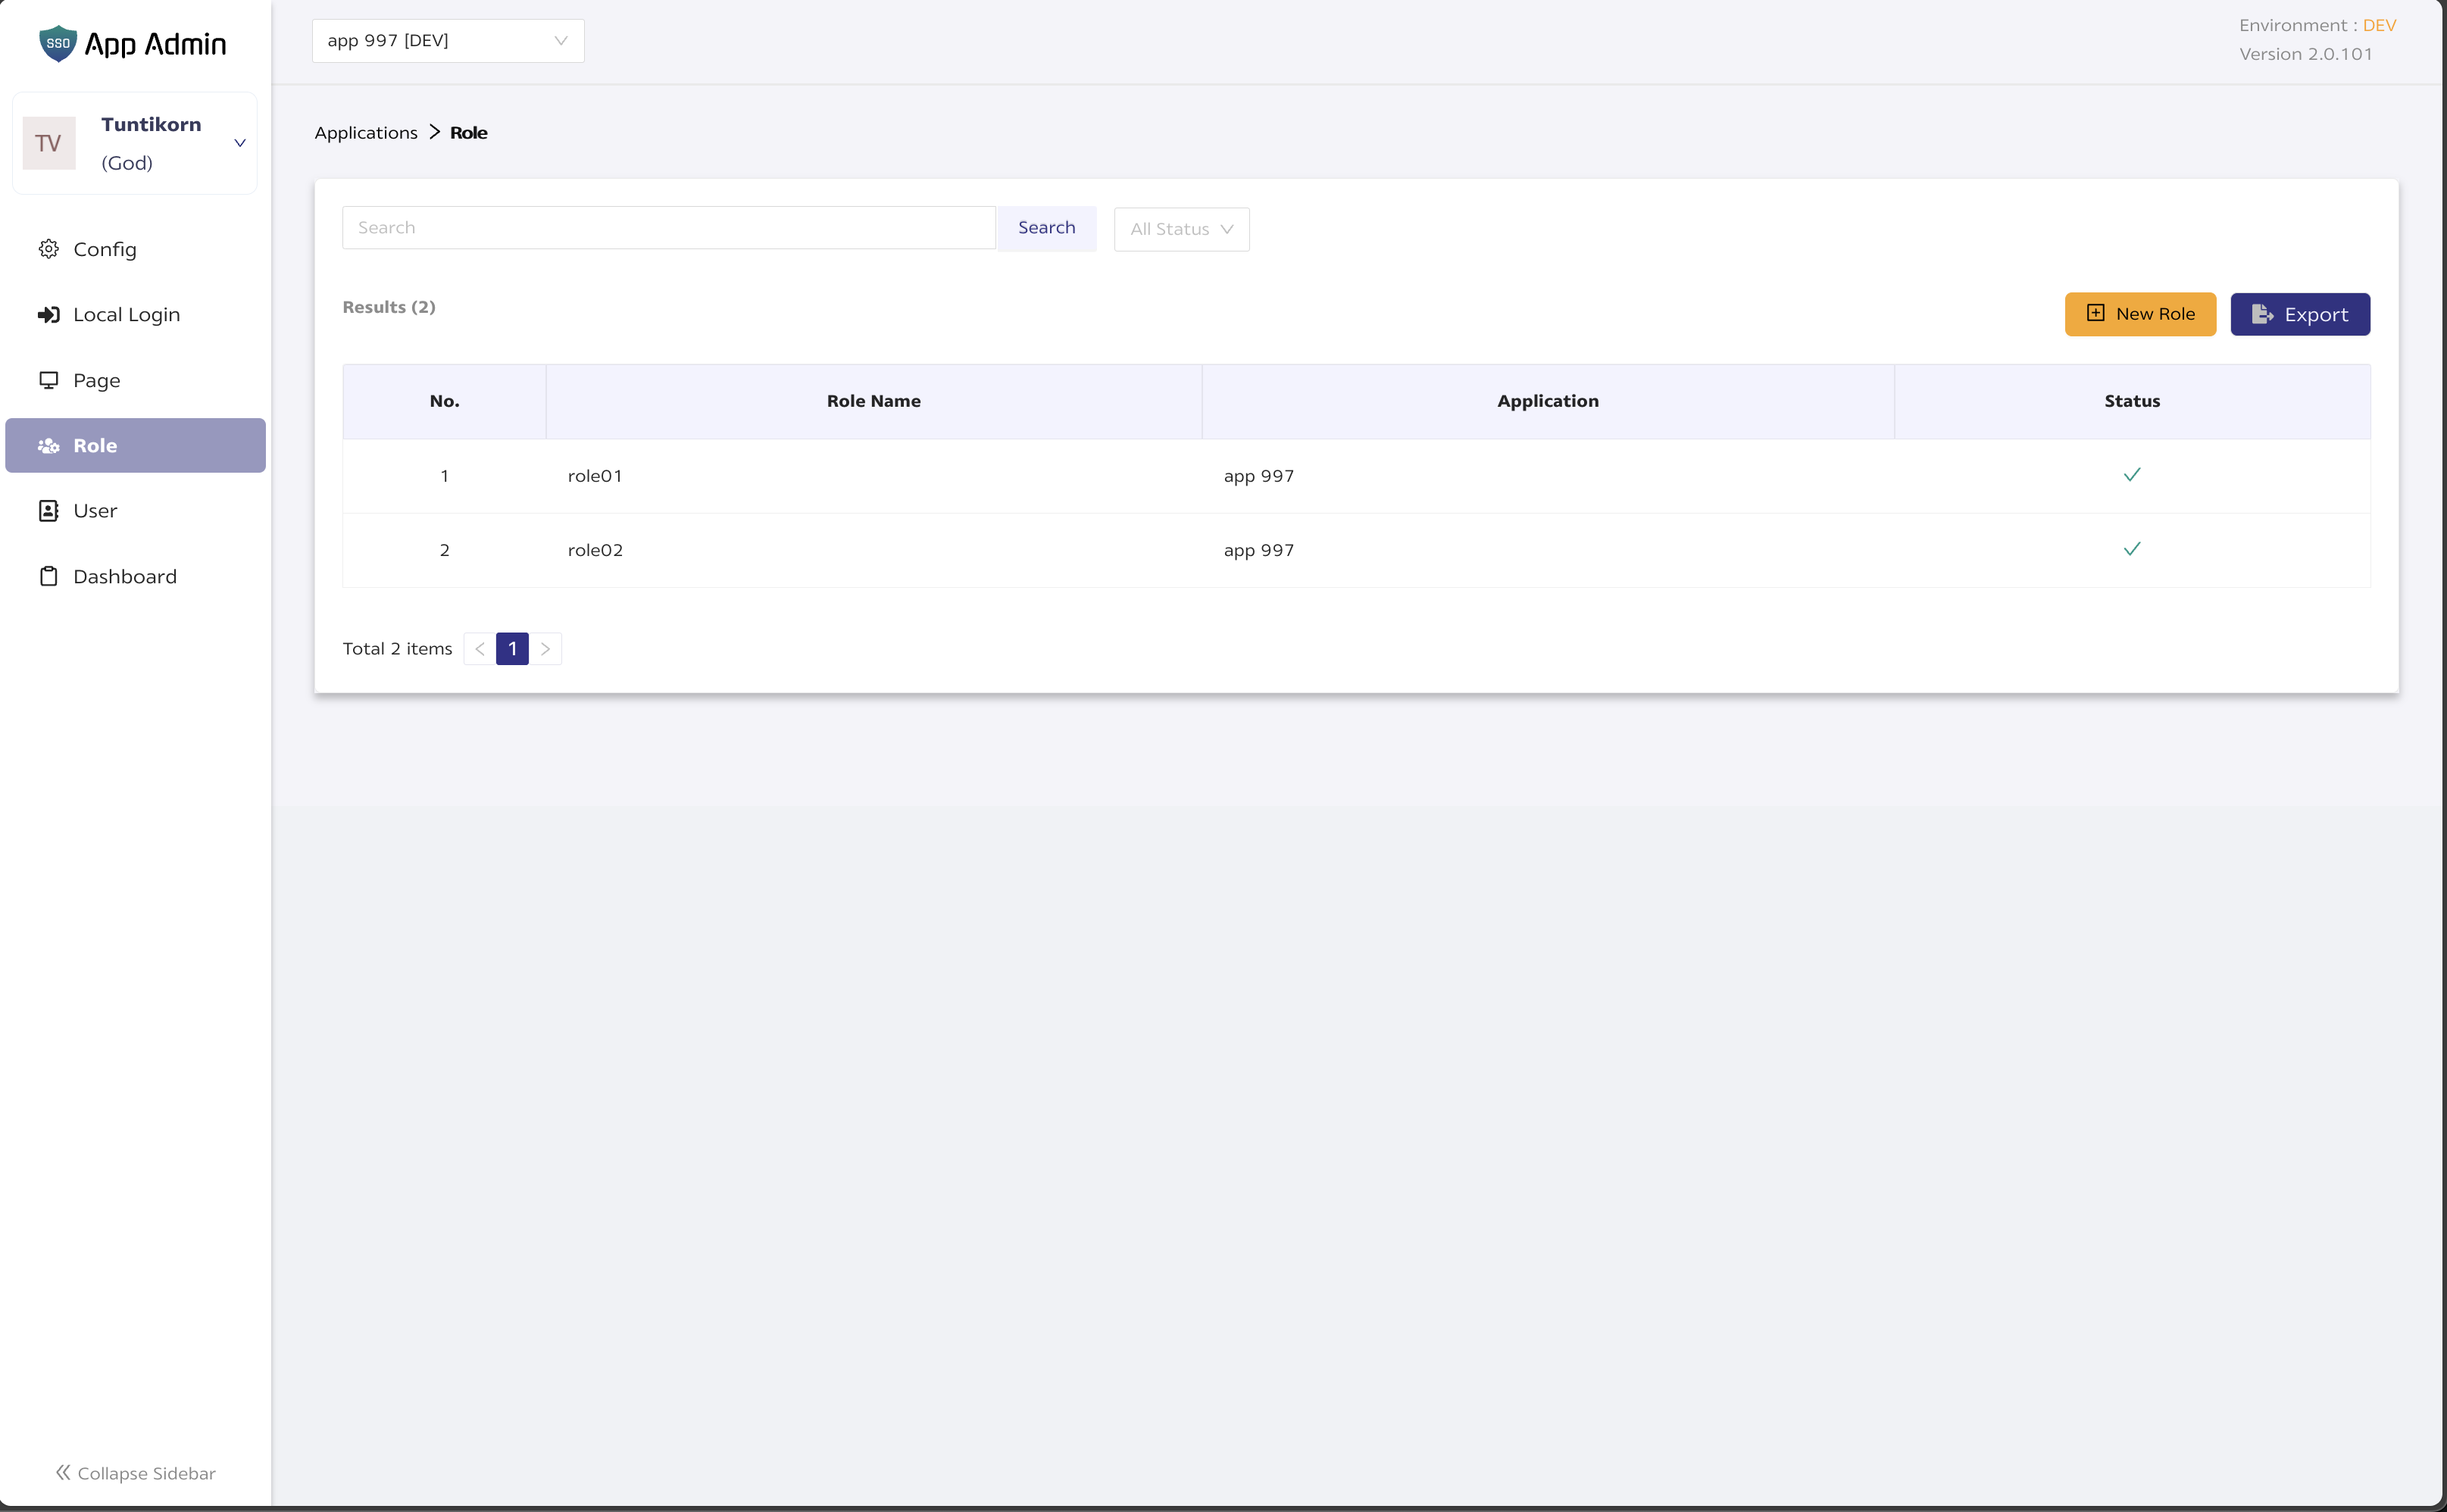 SSO App Admin
app 997 [DEV]
Environment : DEV
Version 2.0.101
TV
Tuntikorn
(God)
Config
Local Login
Page
Role
User
Dashboard
Collapse Sidebar
Applications > Role
Search
Search
All Status
Results (2)
New Role
Export
No. Role Name Application Status
1 role01 app 997
2 role02 app 997
Total 2 items < 1 >